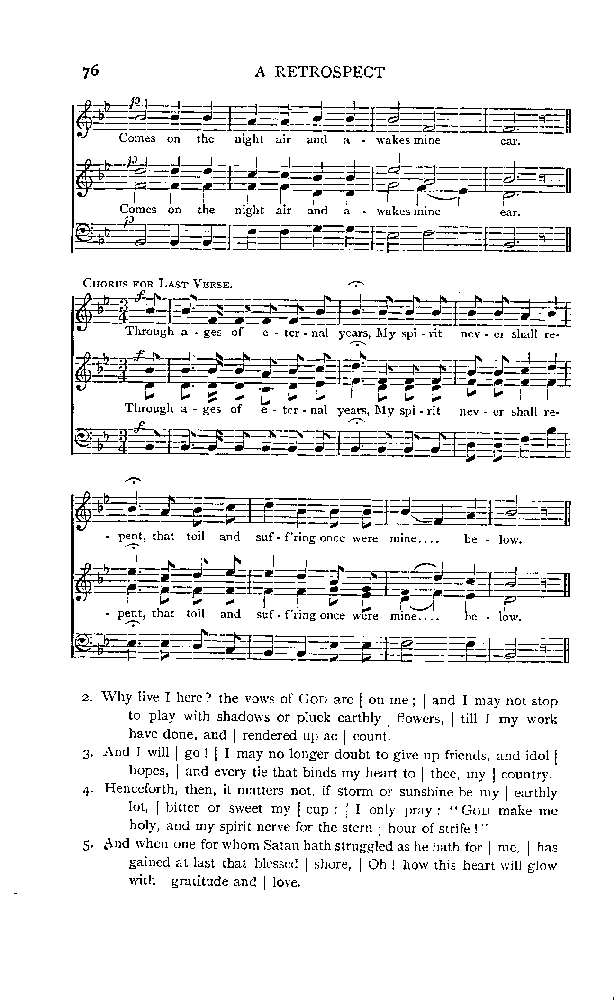 76 A RETROSPECT
p
Comes on the night air and a - wakes mine ear.
p
Comes on the night air and a - wakes mine ear.
p
CHORUS FOR LAST VERSE.
f
Through a - ges of e - ter - nal years, My spi - rit nev - er shall re-
f
Through a - ges of e - ter - nal years, My spi - rit nev - er shall re-
f
- pent, that toil and suf - f'ring once were mine.... be - low.
- pent, that toil and suf - f'ring once were mine.... be - low.
2. Why live I here? the vows of GOD are | on me; | and I may not stop
to play with shadows or pluck earthly | flowers, | till I my work
have done, and | rendered up ac | count.
3. And I will | go! | I may no longer doubt to give up friends, and idol |
hopes, | and every tie that binds my heart to | thee, my | country.
4. Henceforth, then, it matters not, if storm or sunshine be my | earthly
lot, | bitter or sweet my | cup: | I only pray: "GOD make me
holy, and my spirit nerve for the stern | hour of strife!"
5. And when one for whom Satan hath struggled as he hath for | me, | has
gained at last that blessed | shore, | Oh! how this heart will glow
with | gratitude and | love.